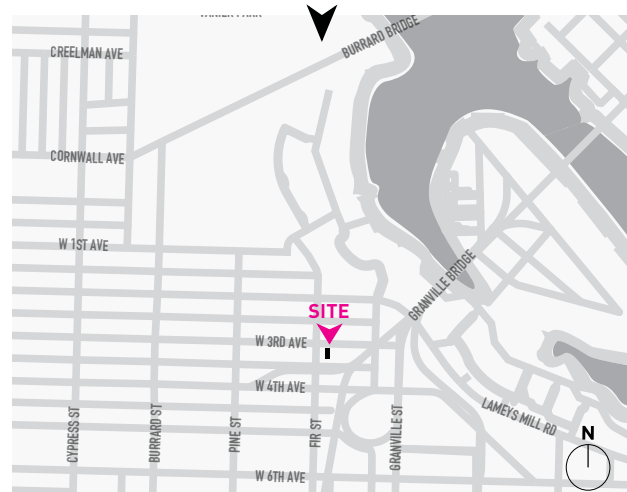 BURRARD BRIDGE
CREELMAN AVE
CORNWALL AVE
W 1ST AVE
GRANVILLE BRIDGE
SITE
W 3RD AVE
W 4TH AVE
LAMEYS MILL RD
CYPRESS ST
BURRARD ST
PINE ST
FIR ST
GRANVILLE ST
N
W 6TH AVE